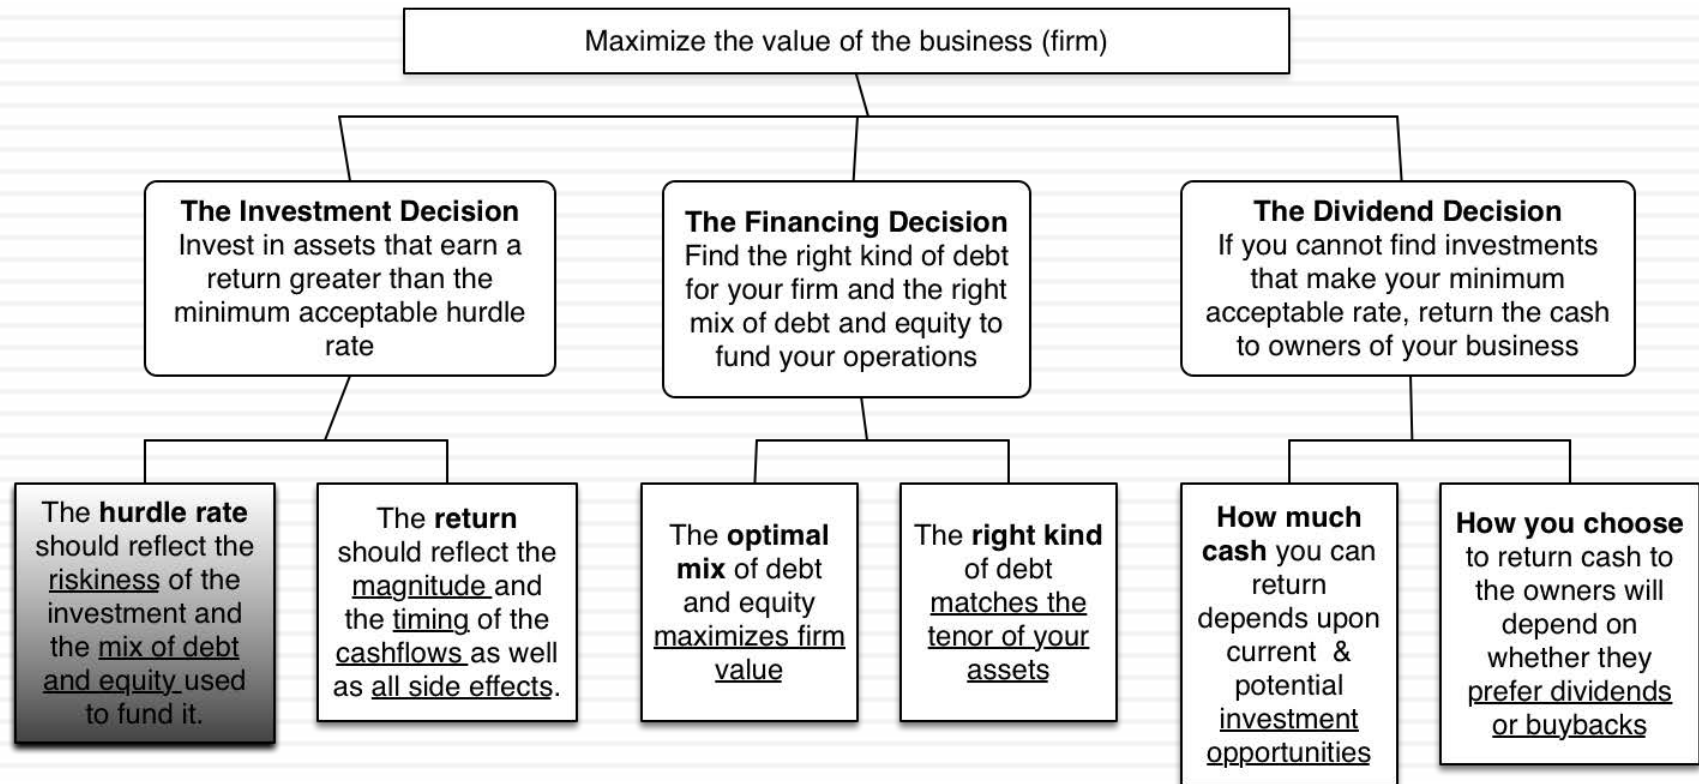 Maximize the value of the business (firm)
The Investment Decision
Invest in assets that earn a
return greater than the
minimum acceptable hurdle
rate
The Financing Decision
Find the right kind of debt
for your firm and the right
mix of debt and equity to
fund your operations
The Dividend Decision
If you cannot find investments
that make your minimum
acceptable rate, return the cash
to owners of your business
The hurdle rate
should reflect the
riskiness of the
investment and
the mix of debt
and equity used
to fund it.
The return
should reflect the
magnitude and
the timing of the
cashflows as well
as all side effects.
The optimal
mix of debt
and equity
maximizes firm
value
The right kind
of debt
matches the
tenor of your
assets
How much
cash you can
return
depends upon
current &
potential
investment
opportunities
How you choose
to return cash to
the owners will
depend on
whether they
prefer dividends
or buybacks